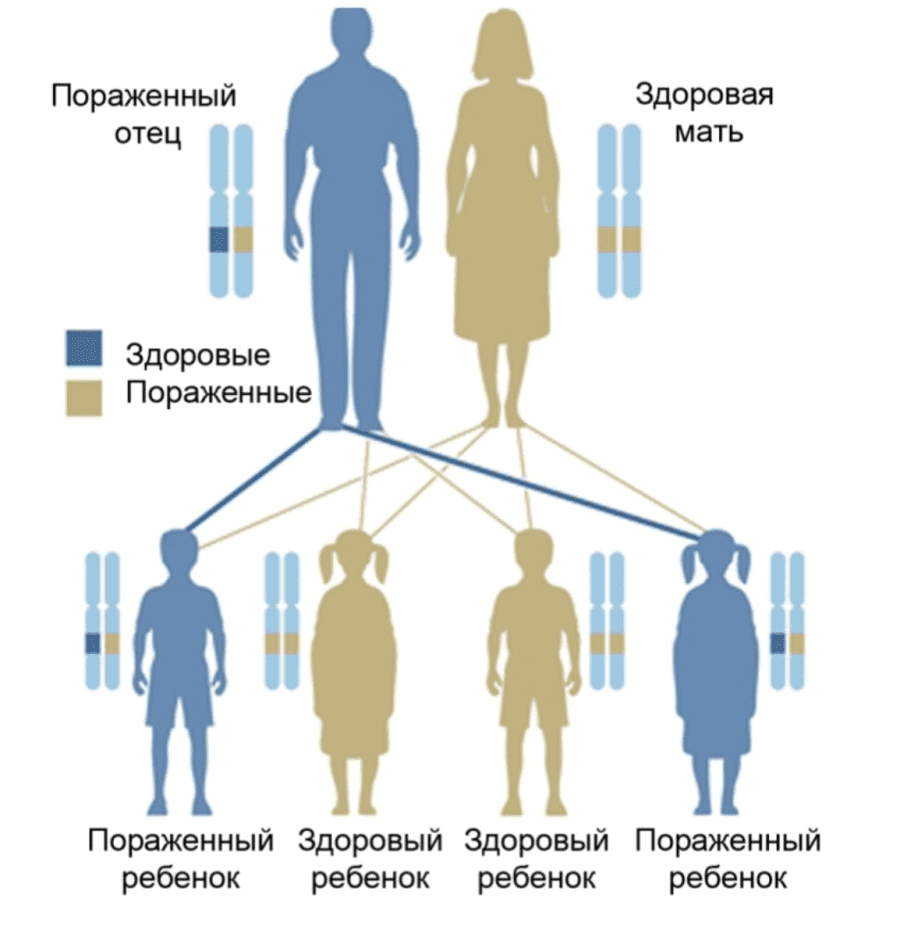 Пораженный
отец
Здоровая
мать
Здоровые
Пораженные
Пораженный
ребенок
Здоровый
ребенок
Здоровый
ребенок
Пораженный
ребенок